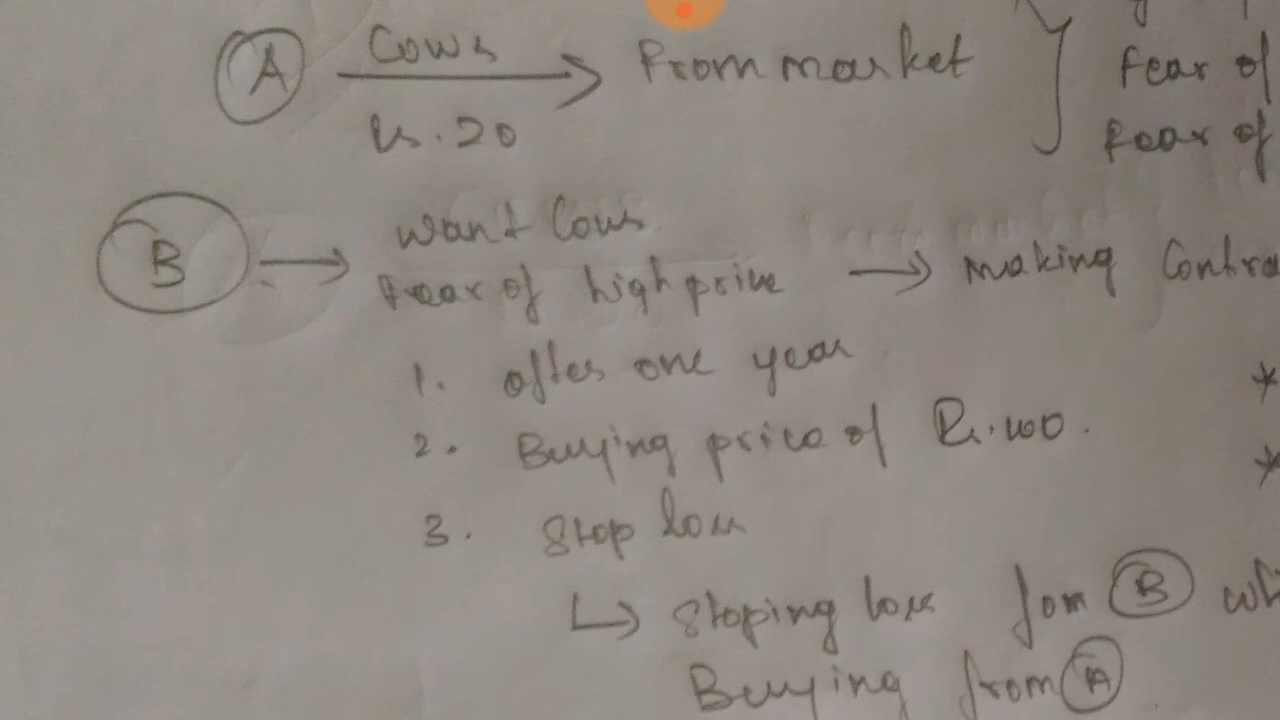 A Cows From market
Rs. 20
fear of
fear of
B want Cows
Fear of high price → making
1. after one year
2. Buying price of Rs. 100.
3. Stop loss
↳ Stoping loss from B
Buying from A